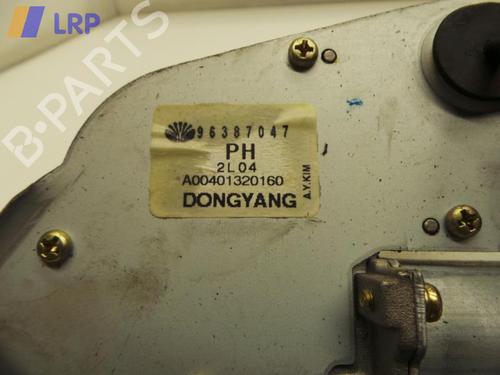 LRP
B-PARTS
96387047
PH
2L04
A00401320160
DONGYANG
A.Y.KIM